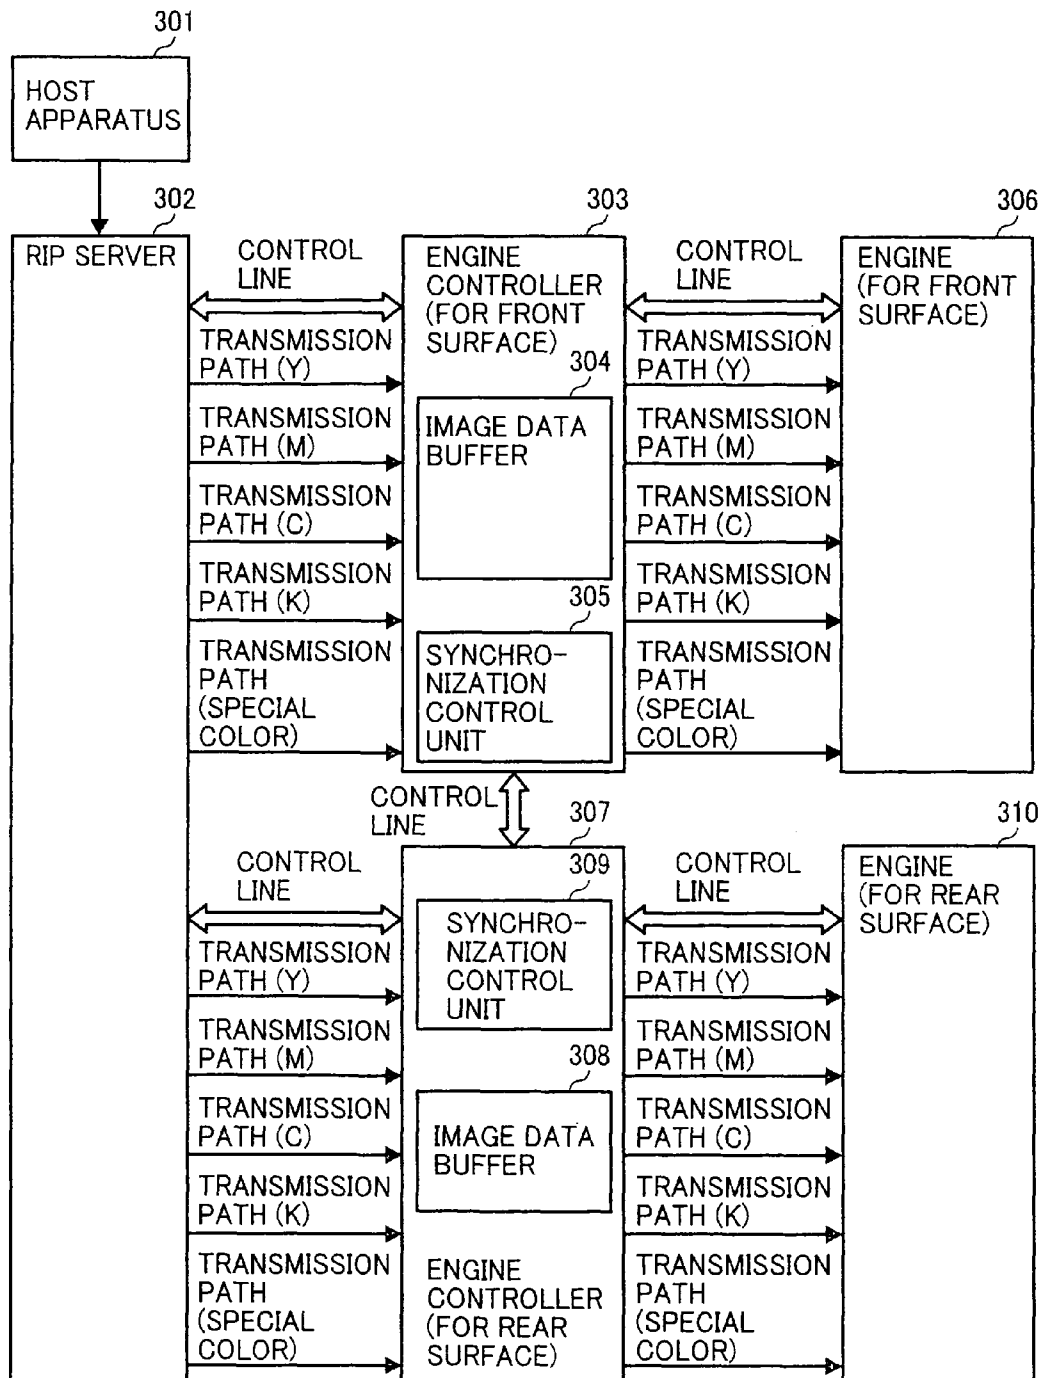 301
HOST
APPARATUS
302
RIP SERVER
CONTROL
LINE
TRANSMISSION
PATH (Y)
TRANSMISSION
PATH (M)
TRANSMISSION
PATH (C)
TRANSMISSION
PATH (K)
TRANSMISSION
PATH
(SPECIAL
COLOR)
303
ENGINE
CONTROLLER
(FOR FRONT
SURFACE)
304
IMAGE DATA
BUFFER
305
SYNCHRO-
NIZATION
CONTROL
UNIT
CONTROL
LINE
TRANSMISSION
PATH (Y)
TRANSMISSION
PATH (M)
TRANSMISSION
PATH (C)
TRANSMISSION
PATH (K)
TRANSMISSION
PATH
(SPECIAL
COLOR)
306
ENGINE
(FOR FRONT
SURFACE)
CONTROL
LINE
CONTROL
LINE
TRANSMISSION
PATH (Y)
TRANSMISSION
PATH (M)
TRANSMISSION
PATH (C)
TRANSMISSION
PATH (K)
TRANSMISSION
PATH
(SPECIAL
COLOR)
307
309
SYNCHRO-
NIZATION
CONTROL
UNIT
308
IMAGE DATA
BUFFER
ENGINE
CONTROLLER
(FOR REAR
SURFACE)
CONTROL
LINE
TRANSMISSION
PATH (Y)
TRANSMISSION
PATH (M)
TRANSMISSION
PATH (C)
TRANSMISSION
PATH (K)
TRANSMISSION
PATH
(SPECIAL
COLOR)
310
ENGINE
(FOR REAR
SURFACE)